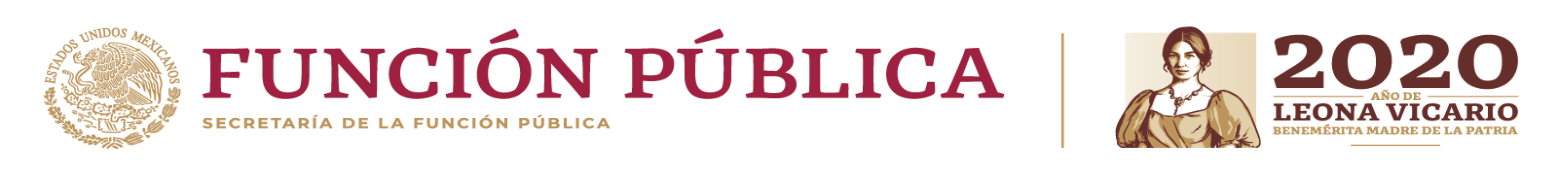 ESTADOS UNIDOS MEXICANOS
FUNCIÓN PÚBLICA
SECRETARÍA DE LA FUNCIÓN PÚBLICA
2020
AÑO DE
LEONA VICARIO
BENEMÉRITA MADRE DE LA PATRIA